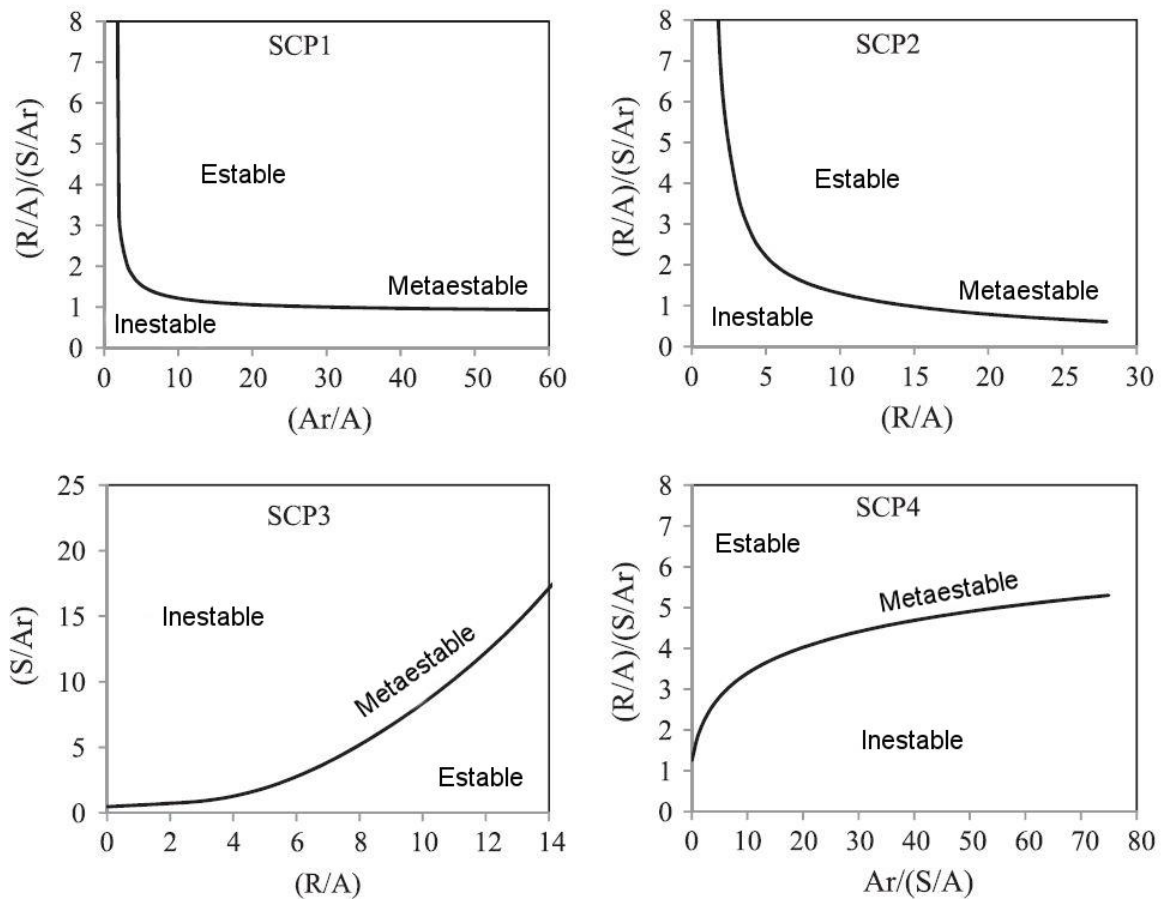 SCP1
8
7
6
5
4
3
2
1
0
(R/A)/(S/Ar)
Estable
Metaestable
Inestable
0 10 20 30 40 50 60
(Ar/A)
SCP2
8
7
6
5
4
3
2
1
0
(R/A)/(S/Ar)
Estable
Metaestable
Inestable
0 5 10 15 20 25 30
(R/A)
SCP3
25
20
15
10
5
0
(S/Ar)
Inestable
Metaestable
Estable
0 2 4 6 8 10 12 14
(R/A)
SCP4
8
7
6
5
4
3
2
1
0
(R/A)/(S/Ar)
Estable
Metaestable
Inestable
0 10 20 30 40 50 60 70 80
Ar/(S/A)